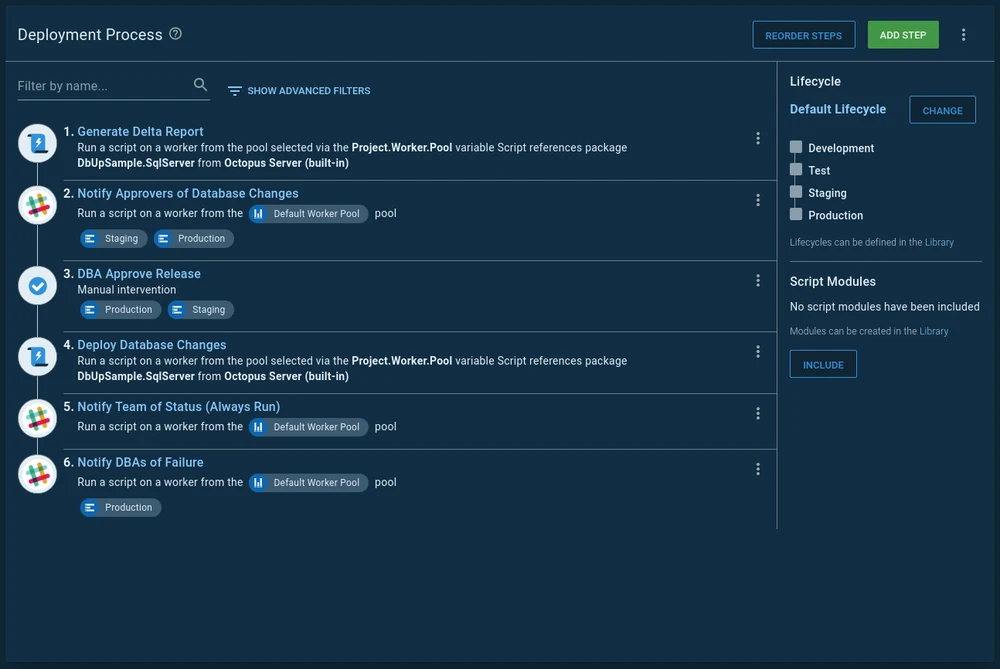 Deployment Process
REORDER STEPS
ADD STEP
Filter by name...
SHOW ADVANCED FILTERS
1. Generate Delta Report
Run a script on a worker from the pool selected via the Project.Worker.Pool variable Script references package
DbUpSample.SqlServer from Octopus Server (built-in)
2. Notify Approvers of Database Changes
Run a script on a worker from the Default Worker Pool pool
Staging Production
3. DBA Approve Release
Manual intervention
Production Staging
4. Deploy Database Changes
Run a script on a worker from the pool selected via the Project.Worker.Pool variable Script references package
DbUpSample.SqlServer from Octopus Server (built-in)
5. Notify Team of Status (Always Run)
Run a script on a worker from the Default Worker Pool pool
6. Notify DBAs of Failure
Run a script on a worker from the Default Worker Pool pool
Production
Lifecycle
Default Lifecycle
CHANGE
Development
Test
Staging
Production
Lifecycles can be defined in the Library
Script Modules
No script modules have been included
Modules can be created in the Library
INCLUDE